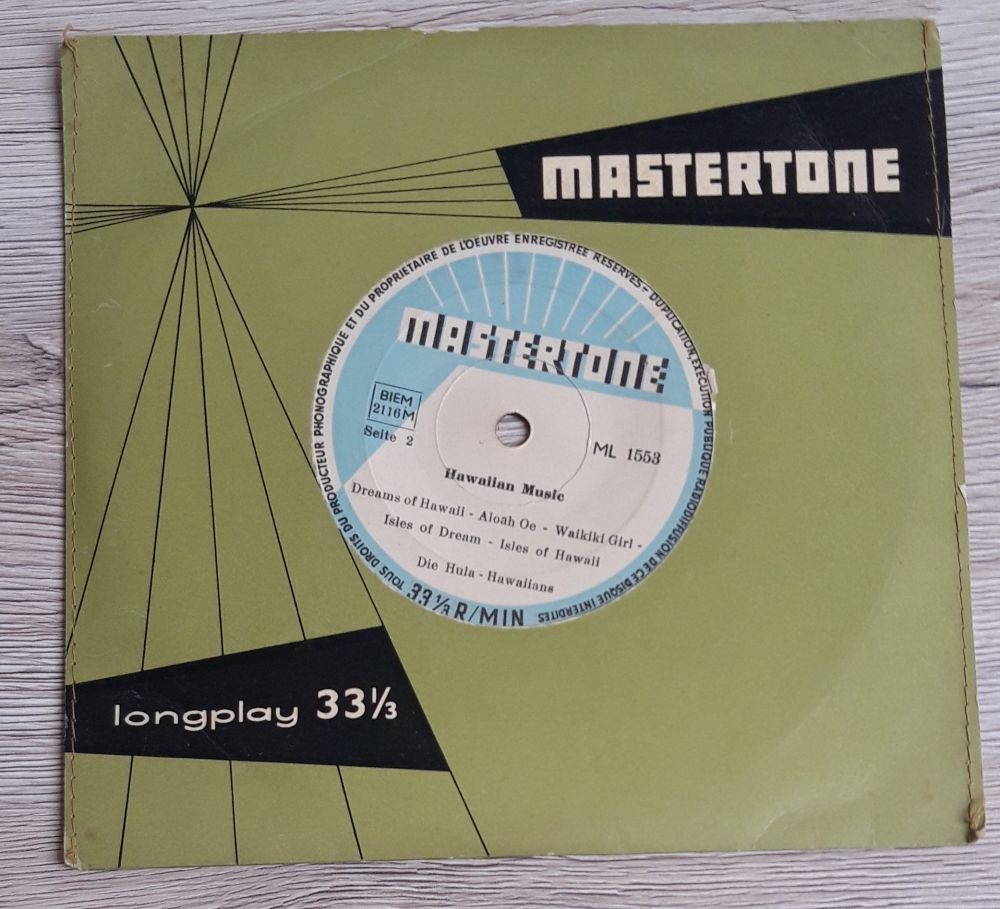 MASTERTONE
TOUS DROITS DU PRODUCTEUR PHONOGRAPHIQUE ET DU PROPRIETAIRE DE L'OEUVRE ENREGISTREE RESERVES - DUPLICATION, EXECUTION PUBLIQUE RADIODIFFUSION DE CE DISQUE INTERDITES
MASTERTONE
BIEM
2116M
Seite 2
ML 1553
Hawaiian Music
Dreams of Hawaii - Aloah Oe - Waikiki Girl -
Isles of Dream - Isles of Hawaii
Die Hula - Hawaiians
33 1/3 R/MIN
longplay 33 1/3